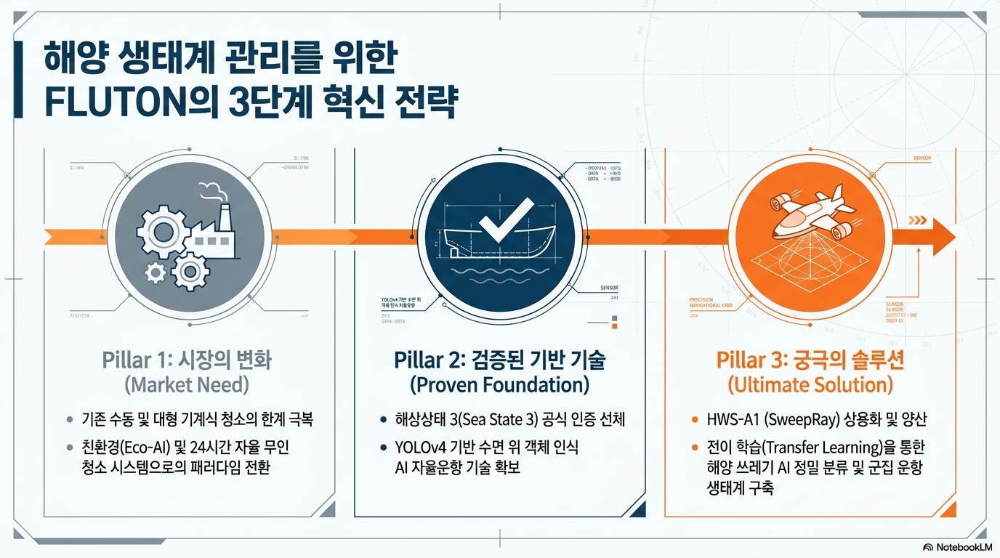 해양 생태계 관리를 위한
FLUTON의 3단계 혁신 전략
Pillar 1: 시장의 변화
(Market Need)
• 기존 수동 및 대형 기계식 청소의 한계 극복
• 친환경(Eco-AI) 및 24시간 자율 무인
청소 시스템으로의 패러다임 전환
SENSOR
Pillar 2: 검증된 기반 기술
(Proven Foundation)
• 해상상태 3(Sea State 3) 공식 인증 선체
• YOLOv4 기반 수면 위 객체 인식
AI 자율운항 기술 확보
SENSOR
PRECISION
NAVIGATIONAL GRID
Pillar 3: 궁극의 솔루션
(Ultimate Solution)
• HWS-A1 (SweepRay) 상용화 및 양산
• 전이 학습(Transfer Learning)을 통한
해양 쓰레기 AI 정밀 분류 및 군집 운항
생태계 구축
NotebookLM